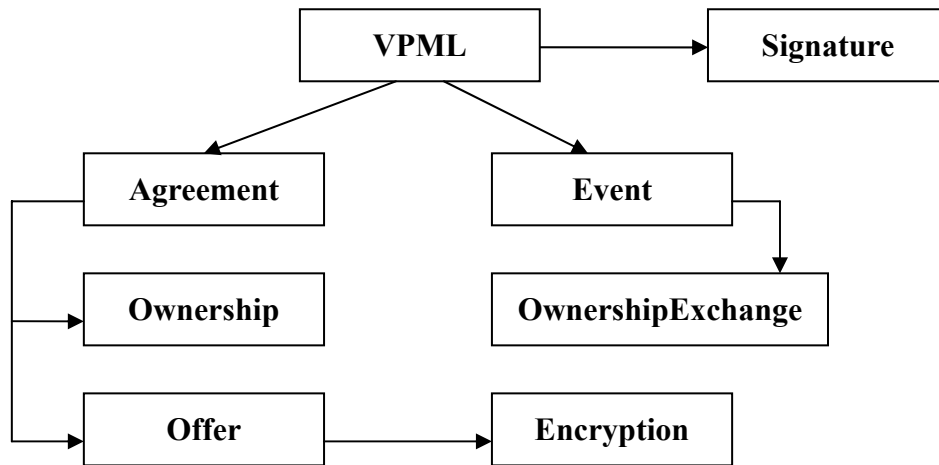 VPML
Signature
Agreement
Event
Ownership
OwnershipExchange
Offer
Encryption